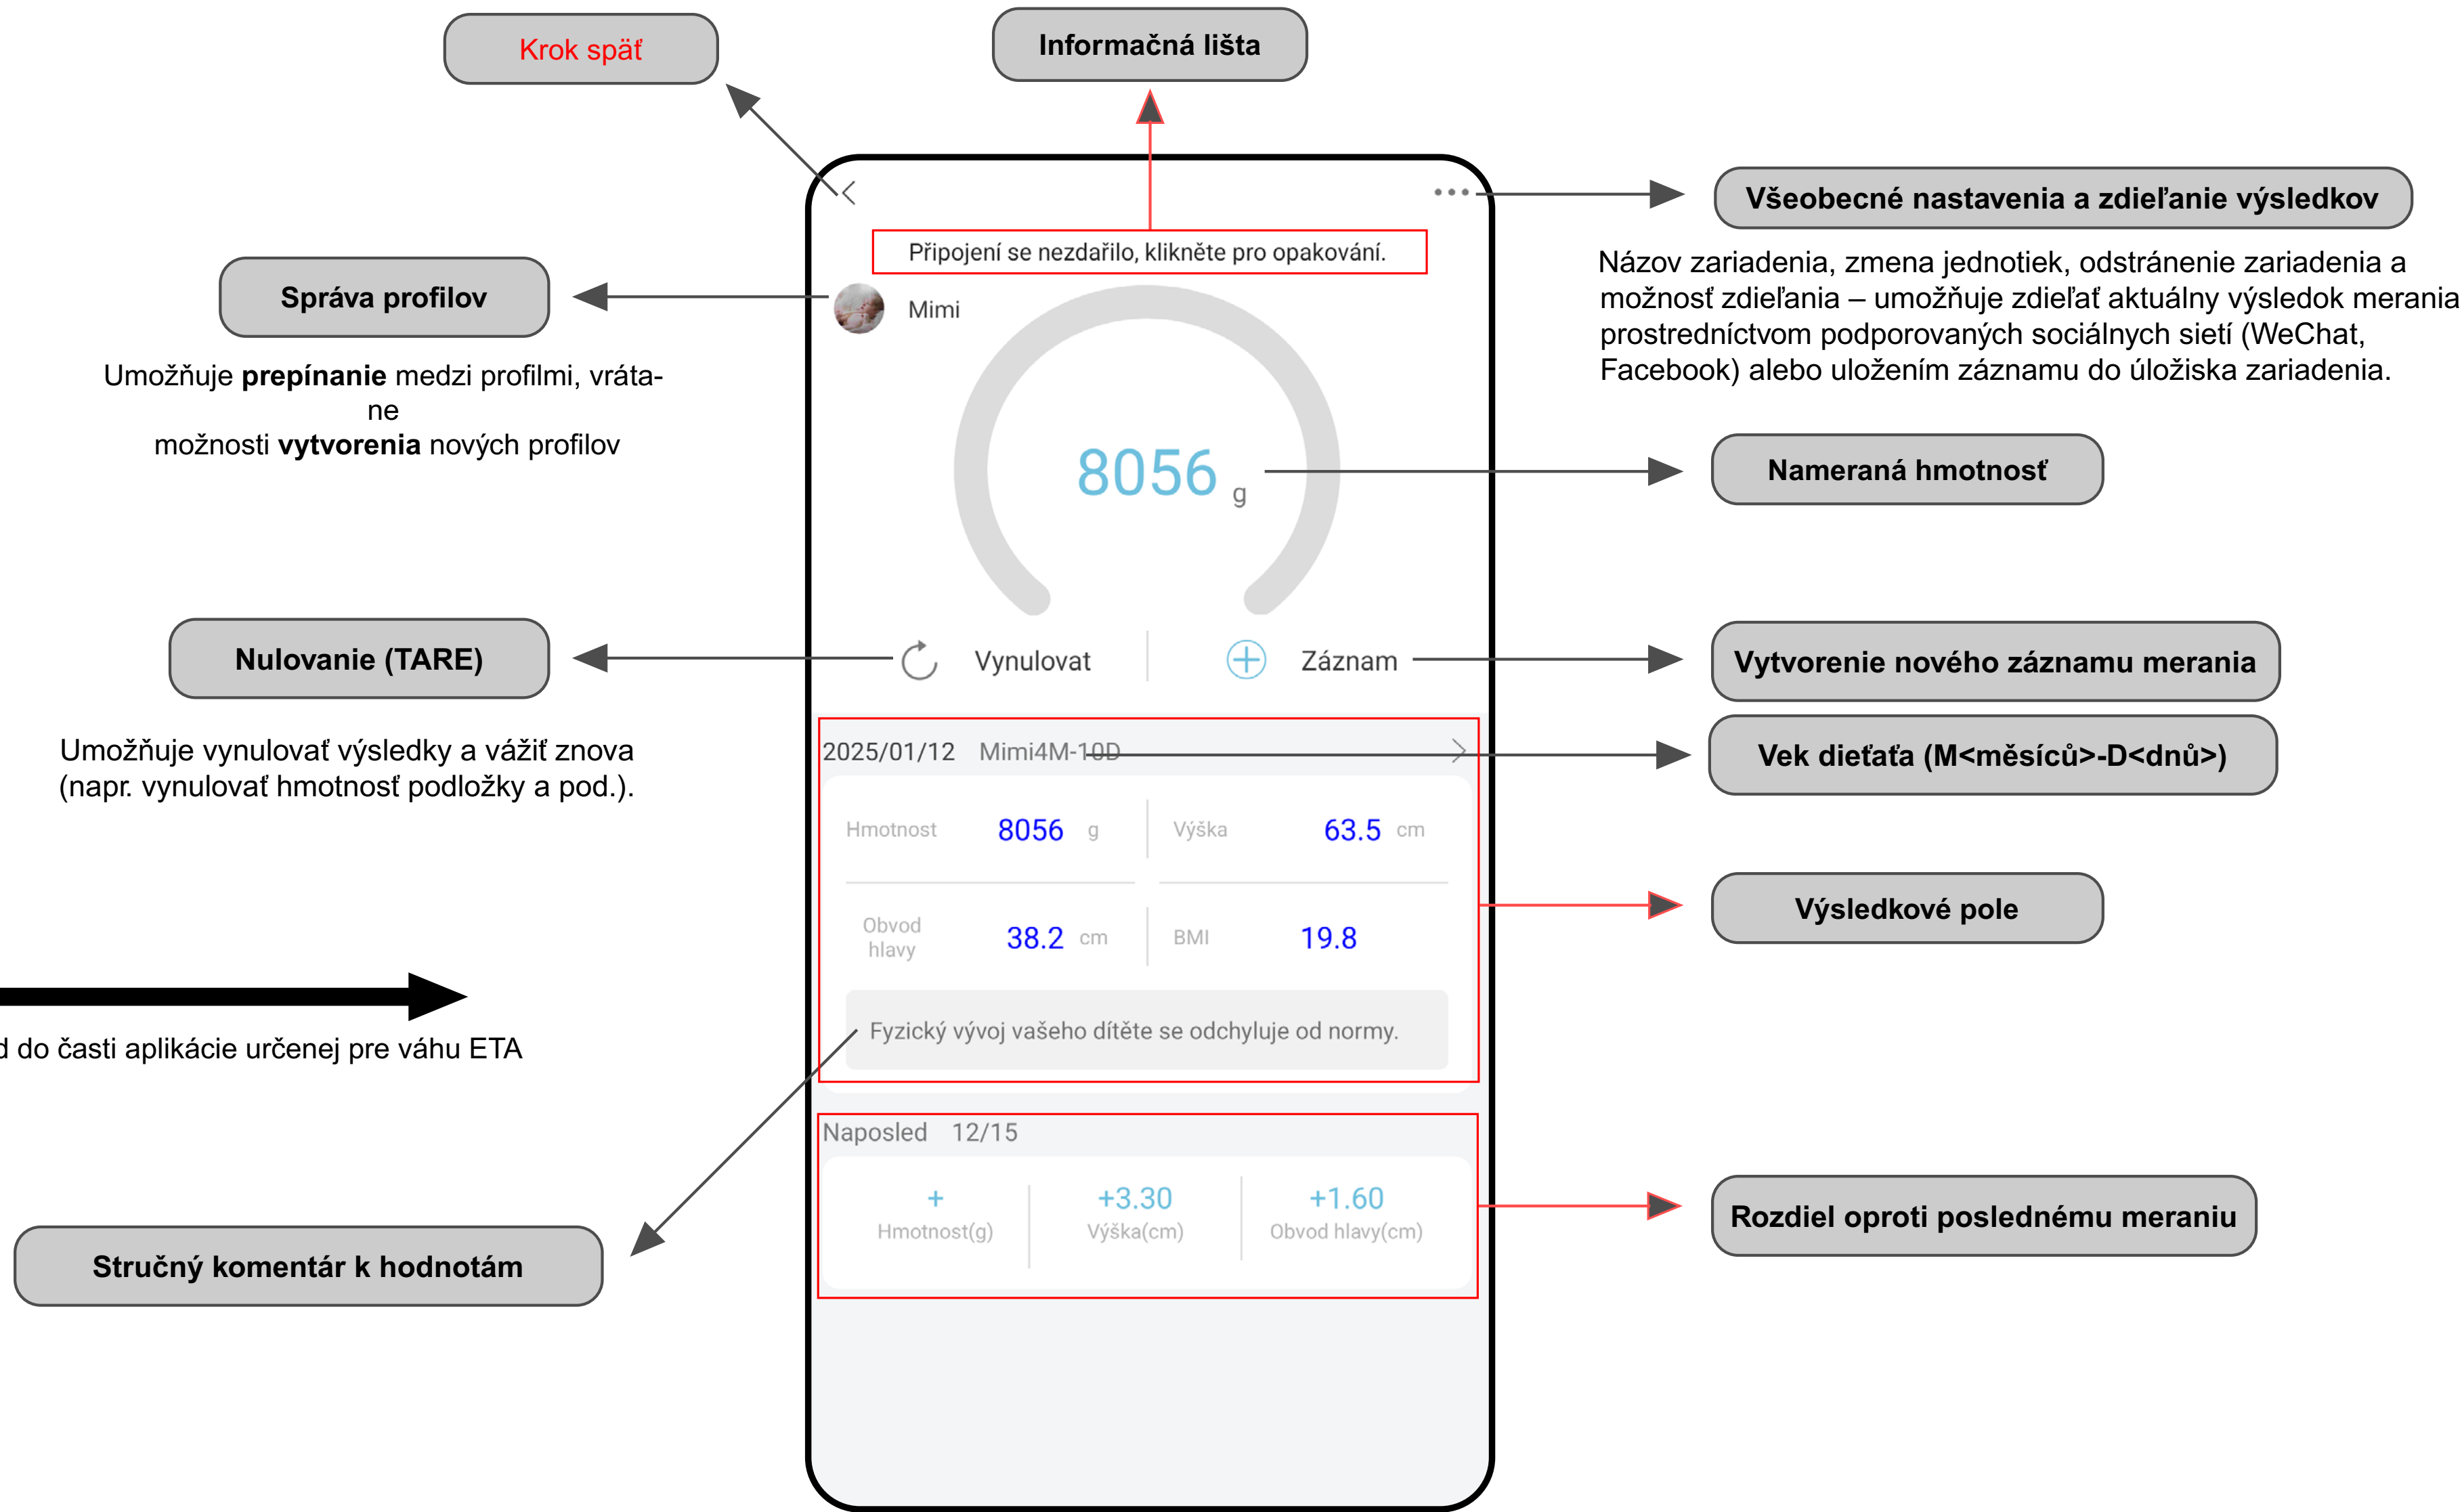 Krok späť
Informačná lišta
Všeobecné nastavenia a zdieľanie výsledkov
Názov zariadenia, zmena jednotiek, odstránenie zariadenia a
možnosť zdieľania – umožňuje zdieľať aktuálny výsledok merania
prostredníctvom podporovaných sociálnych sietí (WeChat,
Facebook) alebo uložením záznamu do úložiska zariadenia.
Připojení se nezdařilo, klikněte pro opakování.
Správa profilov
Mimi
Umožňuje prepínanie medzi profilmi, vráta-
ne
možnosti vytvorenia nových profilov
8056 g
Nameraná hmotnosť
Nulovanie (TARE)
Vynulovat
Záznam
Vytvorenie nového záznamu merania
Umožňuje vynulovať výsledky a vážiť znova
(napr. vynulovať hmotnosť podložky a pod.).
2025/01/12 Mimi4M-10D
Vek dieťaťa (M<měsíců>-D<dnů>)
Hmotnost 8056 g
Výška 63.5 cm
Výsledkové pole
Obvod
hlavy
38.2 cm
BMI 19.8
do časti aplikácie určenej pre váhu ETA
Fyzický vývoj vašeho dítěte se odchyluje od normy.
Naposled 12/15
+ +3.30 +1.60
Hmotnost(g) Výška(cm) Obvod hlavy(cm)
Rozdiel oproti poslednému meraniu
Stručný komentár k hodnotám